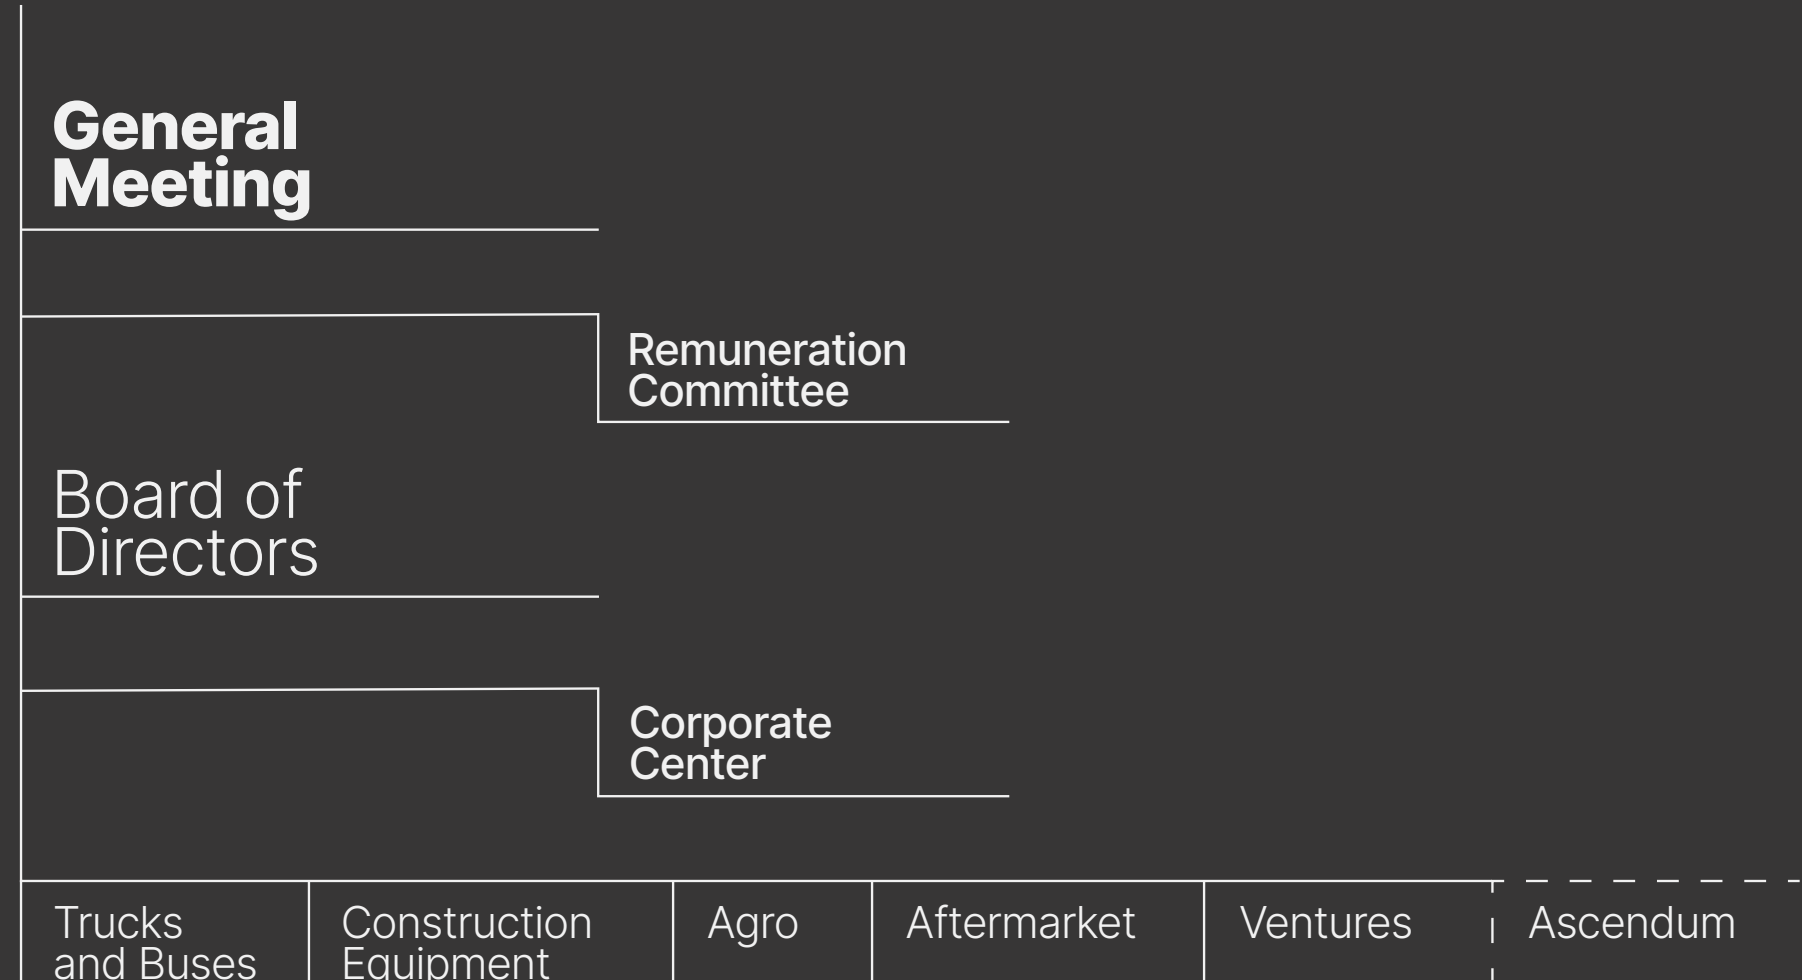 General
Meeting
Remuneration
Committee
Board of
Directors
Corporate
Center
Trucks
and Buses
Construction
Equipment
Agro
Aftermarket
Ventures
Ascendum